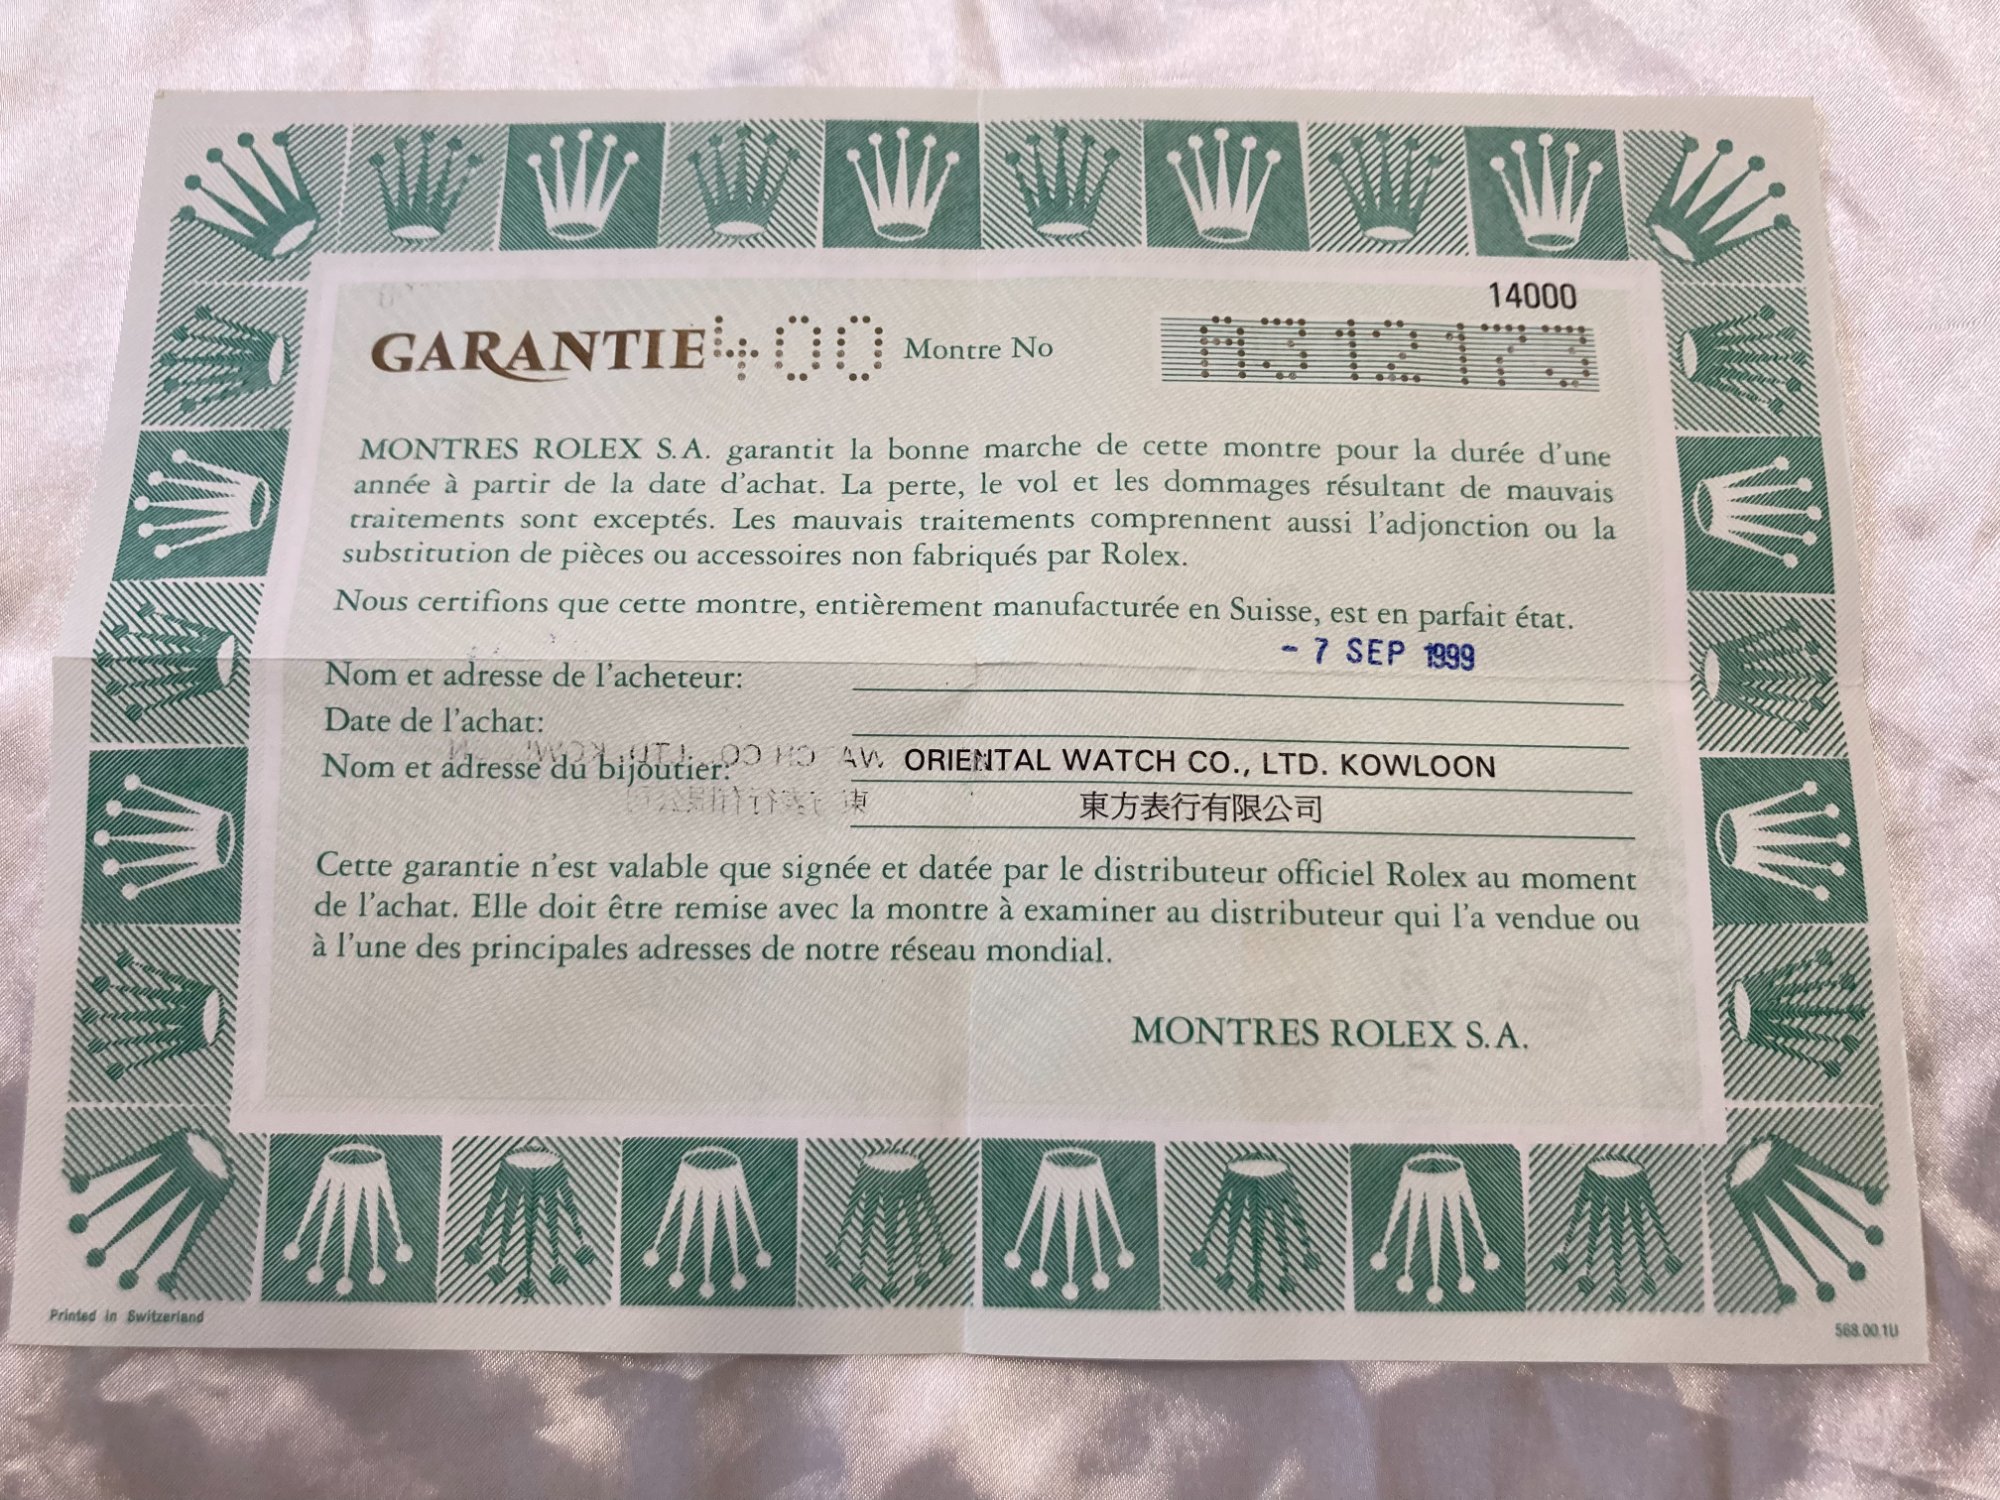 14000
GARANTIE 400 Montre No A312173
MONTRES ROLEX S.A. garantit la bonne marche de cette montre pour la durée d'une
année à partir de la date d'achat. La perte, le vol et les dommages résultant de mauvais
traitements sont exceptés. Les mauvais traitements comprennent aussi l'adjonction ou la
substitution de pièces ou accessoires non fabriqués par Rolex.
Nous certifions que cette montre, entièrement manufacturée en Suisse, est en parfait état.
- 7 SEP 1999
Nom et adresse de l'acheteur:
Date de l'achat:
Nom et adresse du bijoutier: ORIENTAL WATCH CO., LTD. KOWLOON
東方表行有限公司
Cette garantie n'est valable que signée et datée par le distributeur officiel Rolex au moment
de l'achat. Elle doit être remise avec la montre à examiner au distributeur qui l'a vendue ou
à l'une des principales adresses de notre réseau mondial.
MONTRES ROLEX S.A.
Printed in Switzerland
568.00.1U